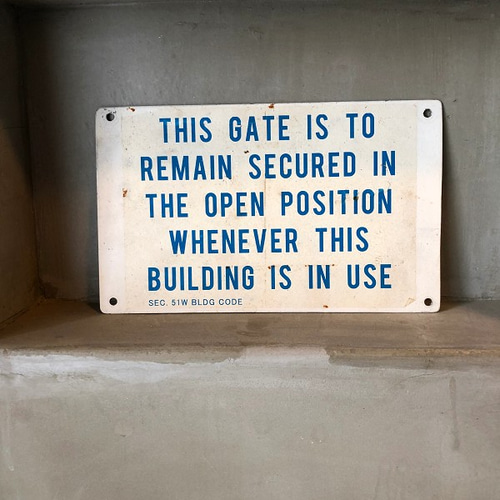 THIS GATE IS TO
REMAIN SECURED IN
THE OPEN POSITION
WHENEVER THIS
BUILDING IS IN USE
SEC. 51W BLDG CODE